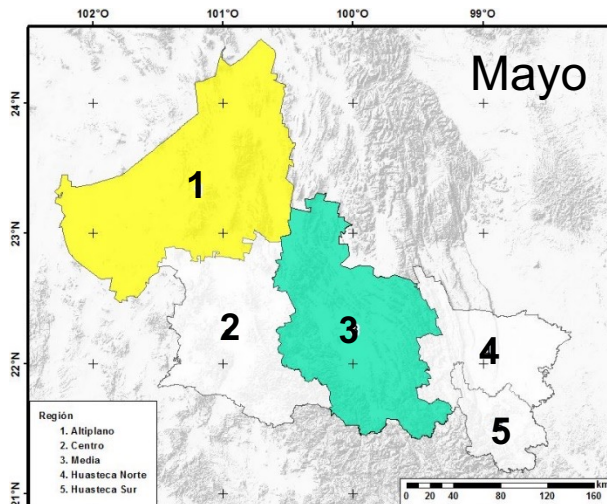 102°O 101°O 100°O 99°O
Mayo
24°N
1
23°N
2
3
4
22°N
5
Región
1. Altiplano
2. Centro
3. Media
4. Huasteca Norte
5. Huasteca Sur
21°N
km
0 20 40 80 120 160